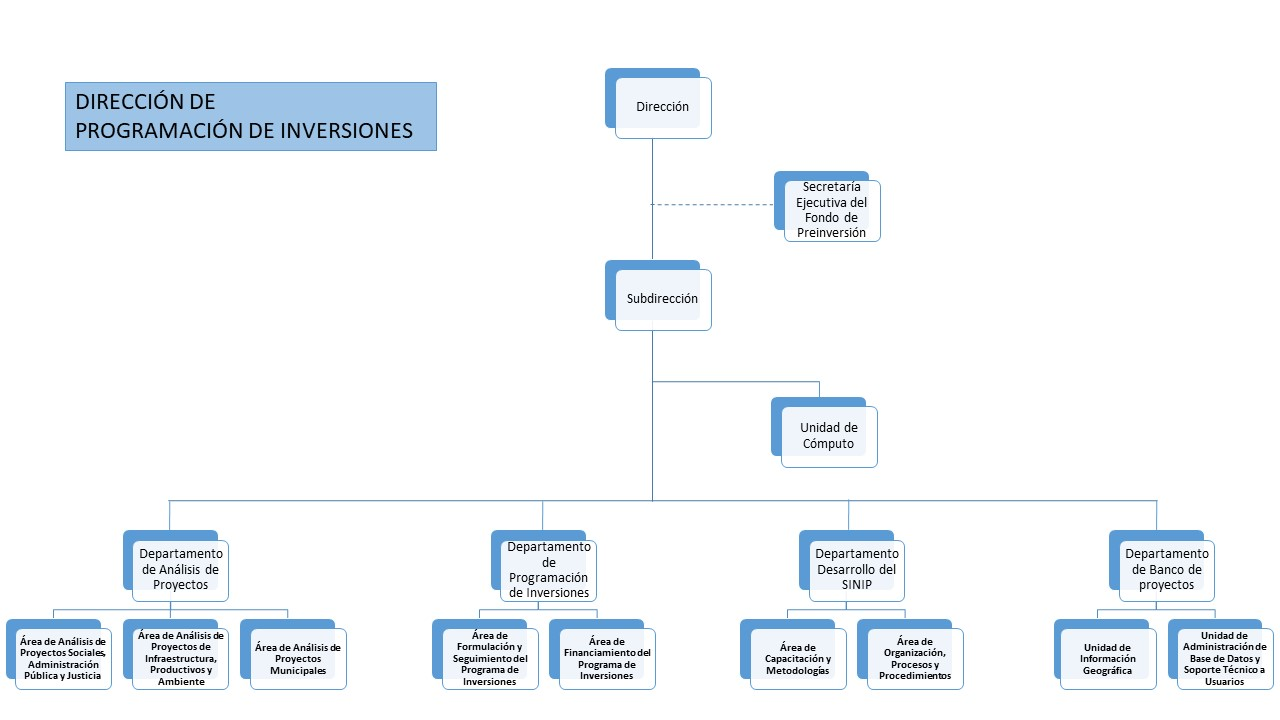 DIRECCIÓN DE
PROGRAMACIÓN DE INVERSIONES
Dirección
Secretaría
Ejecutiva del
Fondo de
Preinversión
Subdirección
Unidad de
Cómputo
Departamento
de Análisis de
Proyectos
Departamento
de
Programación
de Inversiones
Departamento
Desarrollo del
SINIP
Departamento
de Banco de
proyectos
Área de Análisis de
Proyectos Sociales,
Administración
Pública y Justicia
Área de Análisis de
Proyectos de
Infraestructura,
Productivos y
Ambiente
Área de Análisis de
Proyectos
Municipales
Área de
Formulación y
Seguimiento del
Programa de
Inversiones
Área de
Financiamiento del
Programa de
Inversiones
Área de
Capacitación y
Metodologías
Área de
Organización,
Procesos y
Procedimientos
Unidad de
Información
Geográfica
Unidad de
Administración de
Base de Datos y
Soporte Técnico a
Usuarios